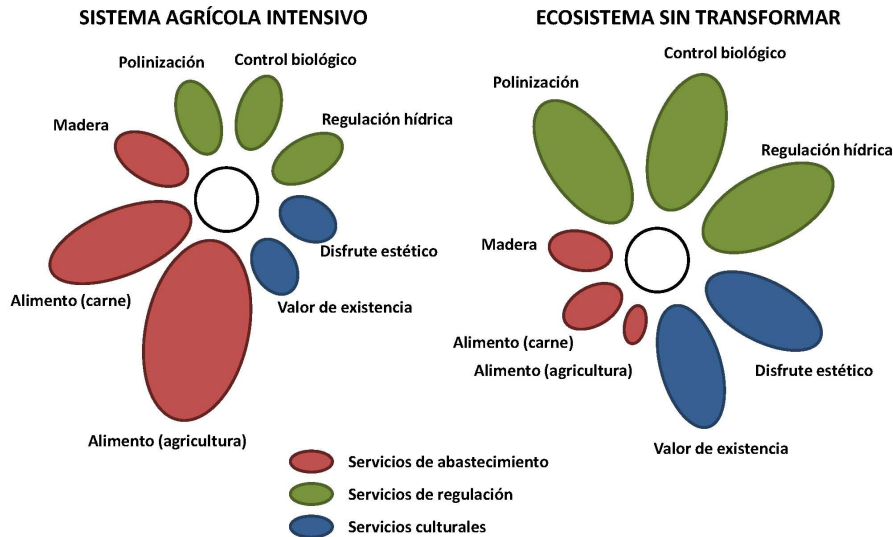 SISTEMA AGRÍCOLA INTENSIVO
Polinización
Control biológico
Madera
Regulación hídrica
Disfrute estético
Alimento (carne)
Valor de existencia
Alimento (agricultura)
ECOSISTEMA SIN TRANSFORMAR
Control biológico
Polinización
Regulación hídrica
Madera
Alimento (carne)
Alimento (agricultura)
Disfrute estético
Valor de existencia
Servicios de abastecimiento
Servicios de regulación
Servicios culturales